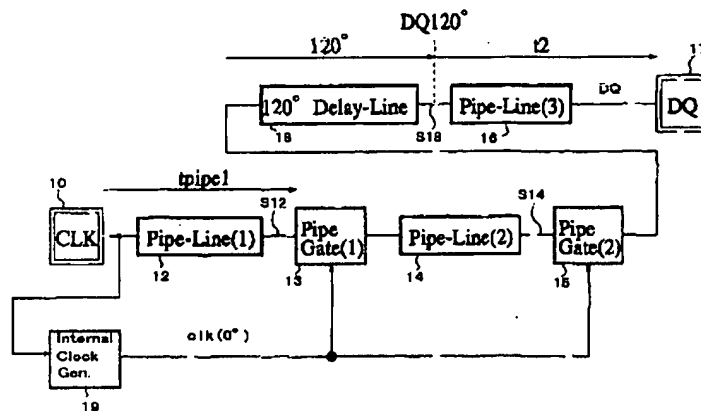 DQ120°
120°
t2
17
120° Delay-Line
18
S18
Pipe-Line(3)
16
DQ
DQ
10
CLK
tpipe1
S12
Pipe-Line(1)
12
Pipe
Gate(1)
13
Pipe-Line(2)
14
S14
Pipe
Gate(2)
15
Internal
Clock
Gen.
19
clk(0°)